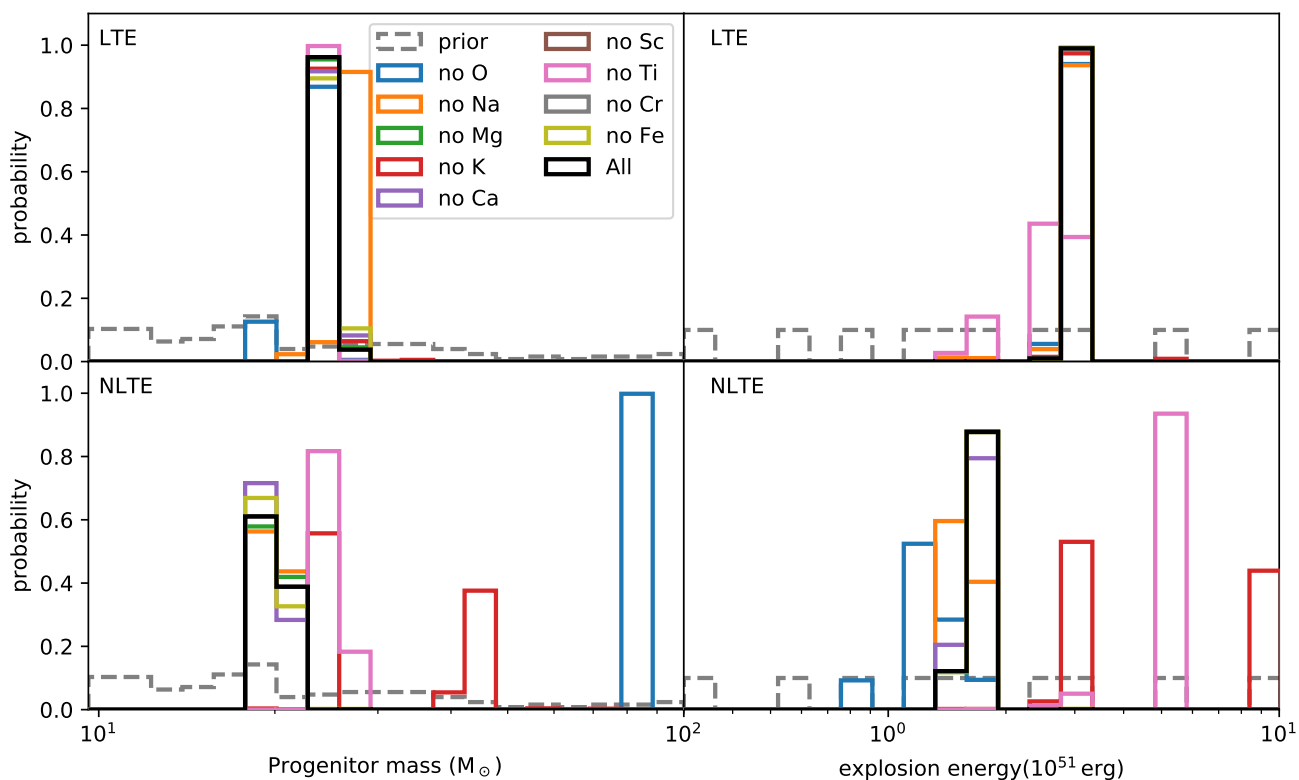 LTE
prior
no O
no Na
no Mg
no K
no Ca
no Sc
no Ti
no Cr
no Fe
All
LTE
1.0
0.8
0.6
0.4
0.2
0.0
probability
NLTE
NLTE
1.0
0.8
0.6
0.4
0.2
0.0
probability
10¹
10²
10⁰
10¹
Progenitor mass (M⊙)
explosion energy(10⁵¹ erg)